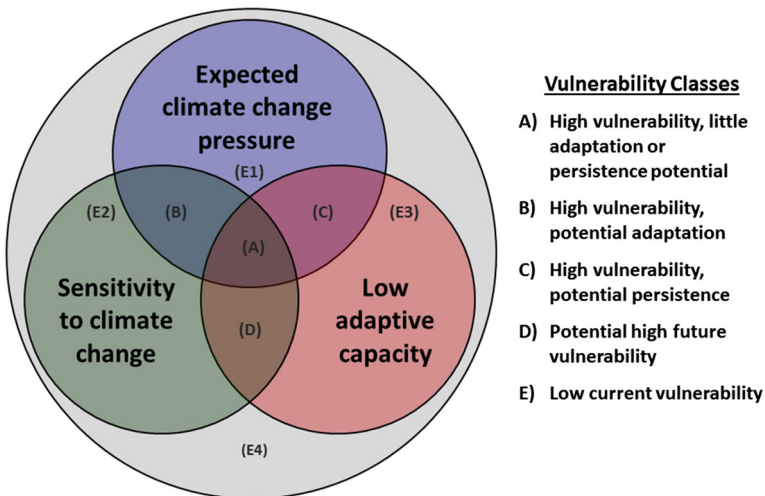 Expected
climate change
pressure
(E1)
(E2)
(B)
(C)
(E3)
(A)
Sensitivity
to climate
change
Low
adaptive
capacity
(D)
(E4)
Vulnerability Classes
A) High vulnerability, little
adaptation or
persistence potential
B) High vulnerability,
potential adaptation
C) High vulnerability,
potential persistence
D) Potential high future
vulnerability
E) Low current vulnerability